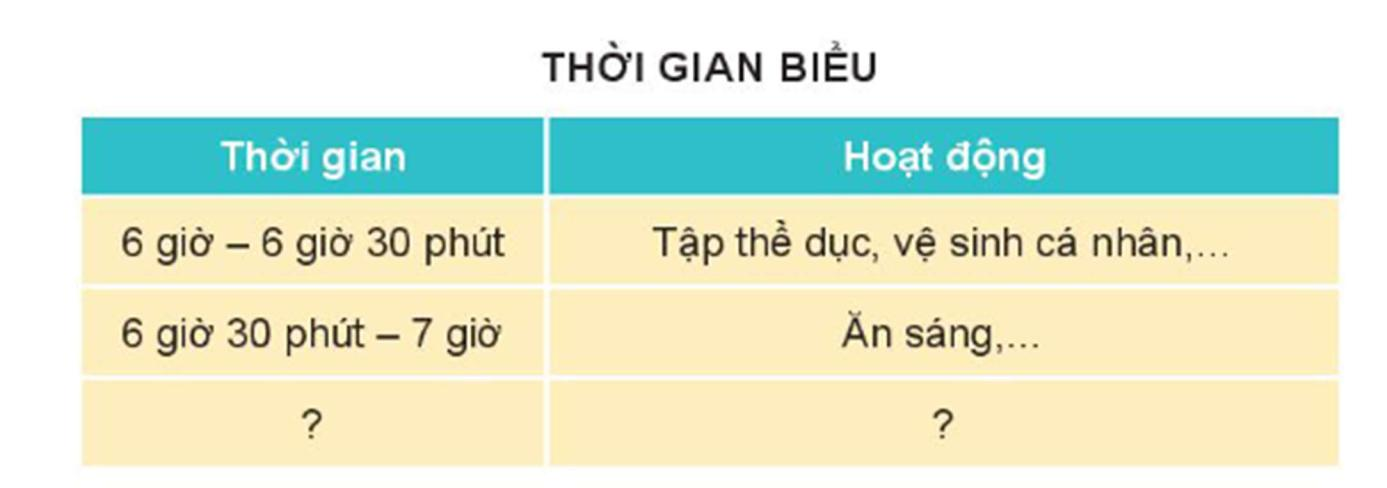 THỜI GIAN BIỂU
Thời gian Hoạt động
6 giờ – 6 giờ 30 phút Tập thể dục, vệ sinh cá nhân,...
6 giờ 30 phút – 7 giờ Ăn sáng,...
? ?